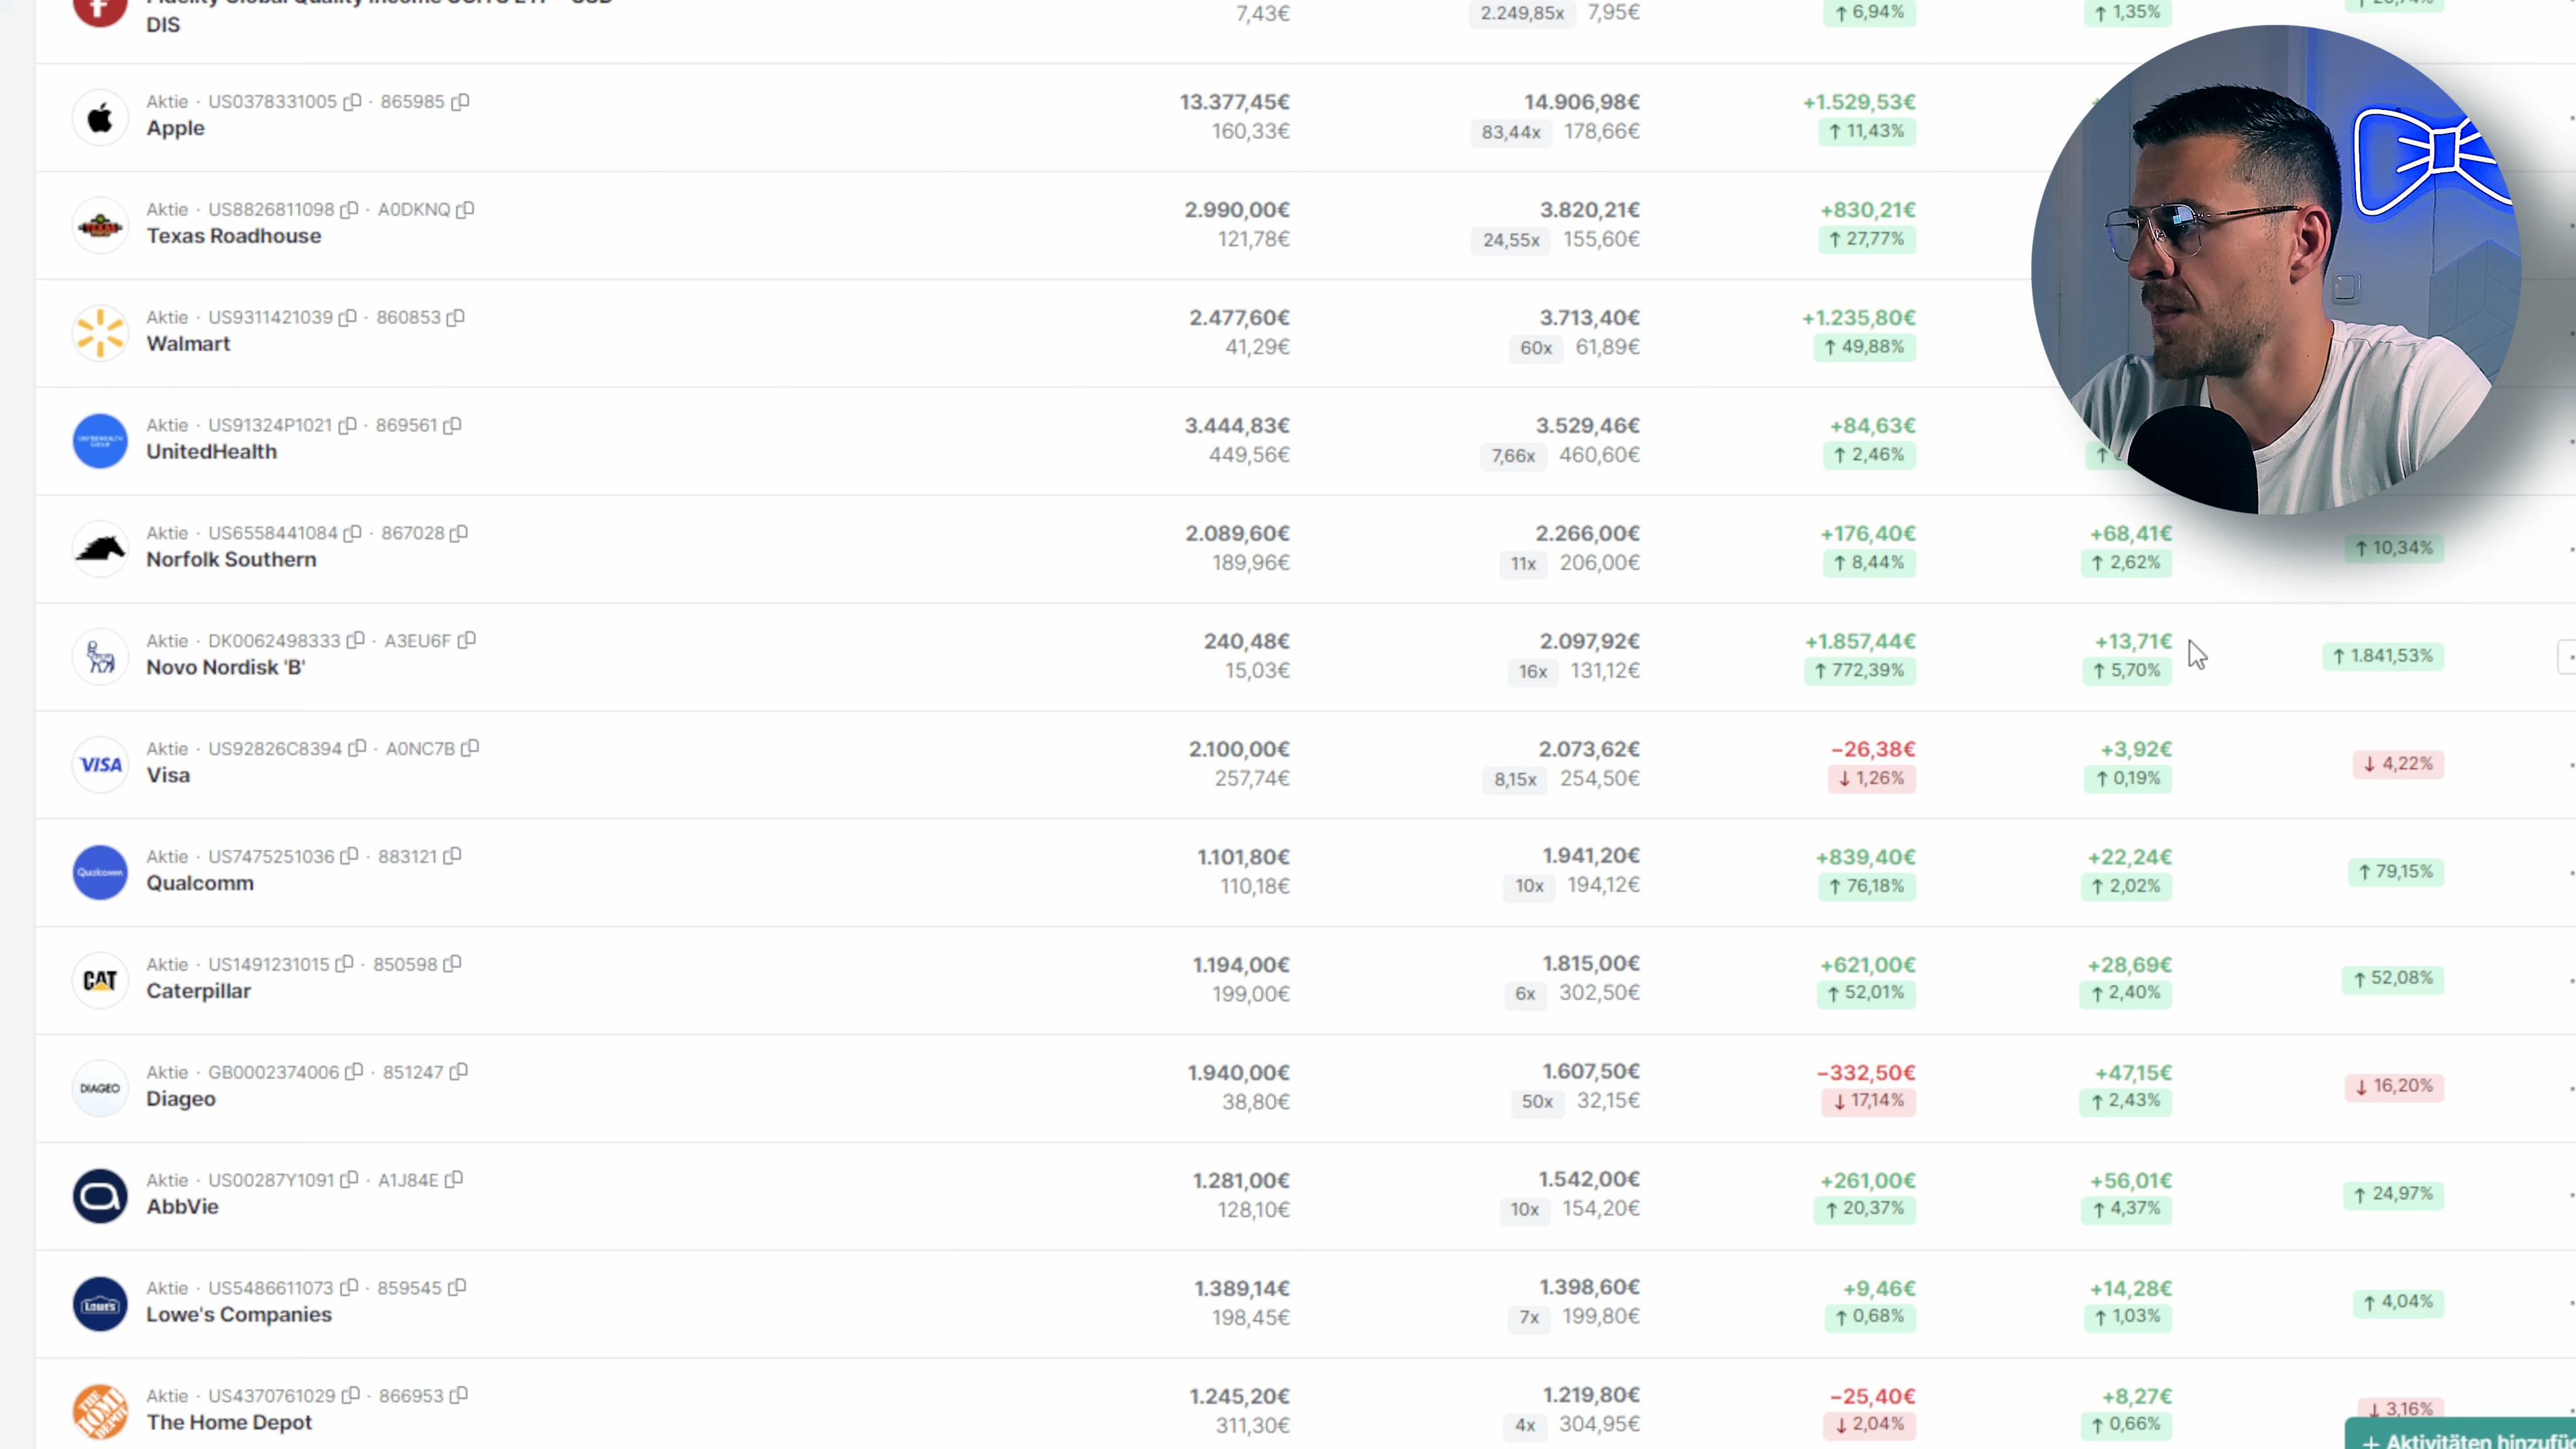 Fidelity Global Quality Income UCITS ETF - USD
DIS
7,43€
2.249,85x 7,95€
↑ 6,94%
↑ 1,35%
Aktie · US0378331005 · 865985
Apple
13.377,45€
160,33€
14.906,98€
83,44x 178,66€
+1.529,53€
↑ 11,43%
Aktie · US8826811098 · A0DKNQ
Texas Roadhouse
2.990,00€
121,78€
3.820,21€
24,55x 155,60€
+830,21€
↑ 27,77%
Aktie · US9311421039 · 860853
Walmart
2.477,60€
41,29€
3.713,40€
60x 61,89€
+1.235,80€
↑ 49,88%
Aktie · US91324P1021 · 869561
UnitedHealth
3.444,83€
449,56€
3.529,46€
7,66x 460,60€
+84,63€
↑ 2,46%
↑
Aktie · US6558441084 · 867028
Norfolk Southern
2.089,60€
189,96€
2.266,00€
11x 206,00€
+176,40€
↑ 8,44%
+68,41€
↑ 2,62%
↑ 10,34%
Aktie · DK0062498333 · A3EU6F
Novo Nordisk 'B'
240,48€
15,03€
2.097,92€
16x 131,12€
+1.857,44€
↑ 772,39%
+13,71€
↑ 5,70%
↑ 1.841,53%
VISA
Aktie · US92826C8394 · A0NC7B
Visa
2.100,00€
257,74€
2.073,62€
8,15x 254,50€
−26,38€
↓ 1,26%
+3,92€
↑ 0,19%
↓ 4,22%
Qualcomm
Aktie · US7475251036 · 883121
Qualcomm
1.101,80€
110,18€
1.941,20€
10x 194,12€
+839,40€
↑ 76,18%
+22,24€
↑ 2,02%
↑ 79,15%
CAT
Aktie · US1491231015 · 850598
Caterpillar
1.194,00€
199,00€
1.815,00€
6x 302,50€
+621,00€
↑ 52,01%
+28,69€
↑ 2,40%
↑ 52,08%
DIAGEO
Aktie · GB0002374006 · 851247
Diageo
1.940,00€
38,80€
1.607,50€
50x 32,15€
−332,50€
↓ 17,14%
+47,15€
↑ 2,43%
↓ 16,20%
Aktie · US00287Y1091 · A1J84E
AbbVie
1.281,00€
128,10€
1.542,00€
10x 154,20€
+261,00€
↑ 20,37%
+56,01€
↑ 4,37%
↑ 24,97%
LOWE'S
Aktie · US5486611073 · 859545
Lowe's Companies
1.389,14€
198,45€
1.398,60€
7x 199,80€
+9,46€
↑ 0,68%
+14,28€
↑ 1,03%
↑ 4,04%
Aktie · US4370761029 · 866953
The Home Depot
1.245,20€
311,30€
1.219,80€
4x 304,95€
−25,40€
↓ 2,04%
+8,27€
↑ 0,66%
↓ 3,16%
+ Aktivitäten